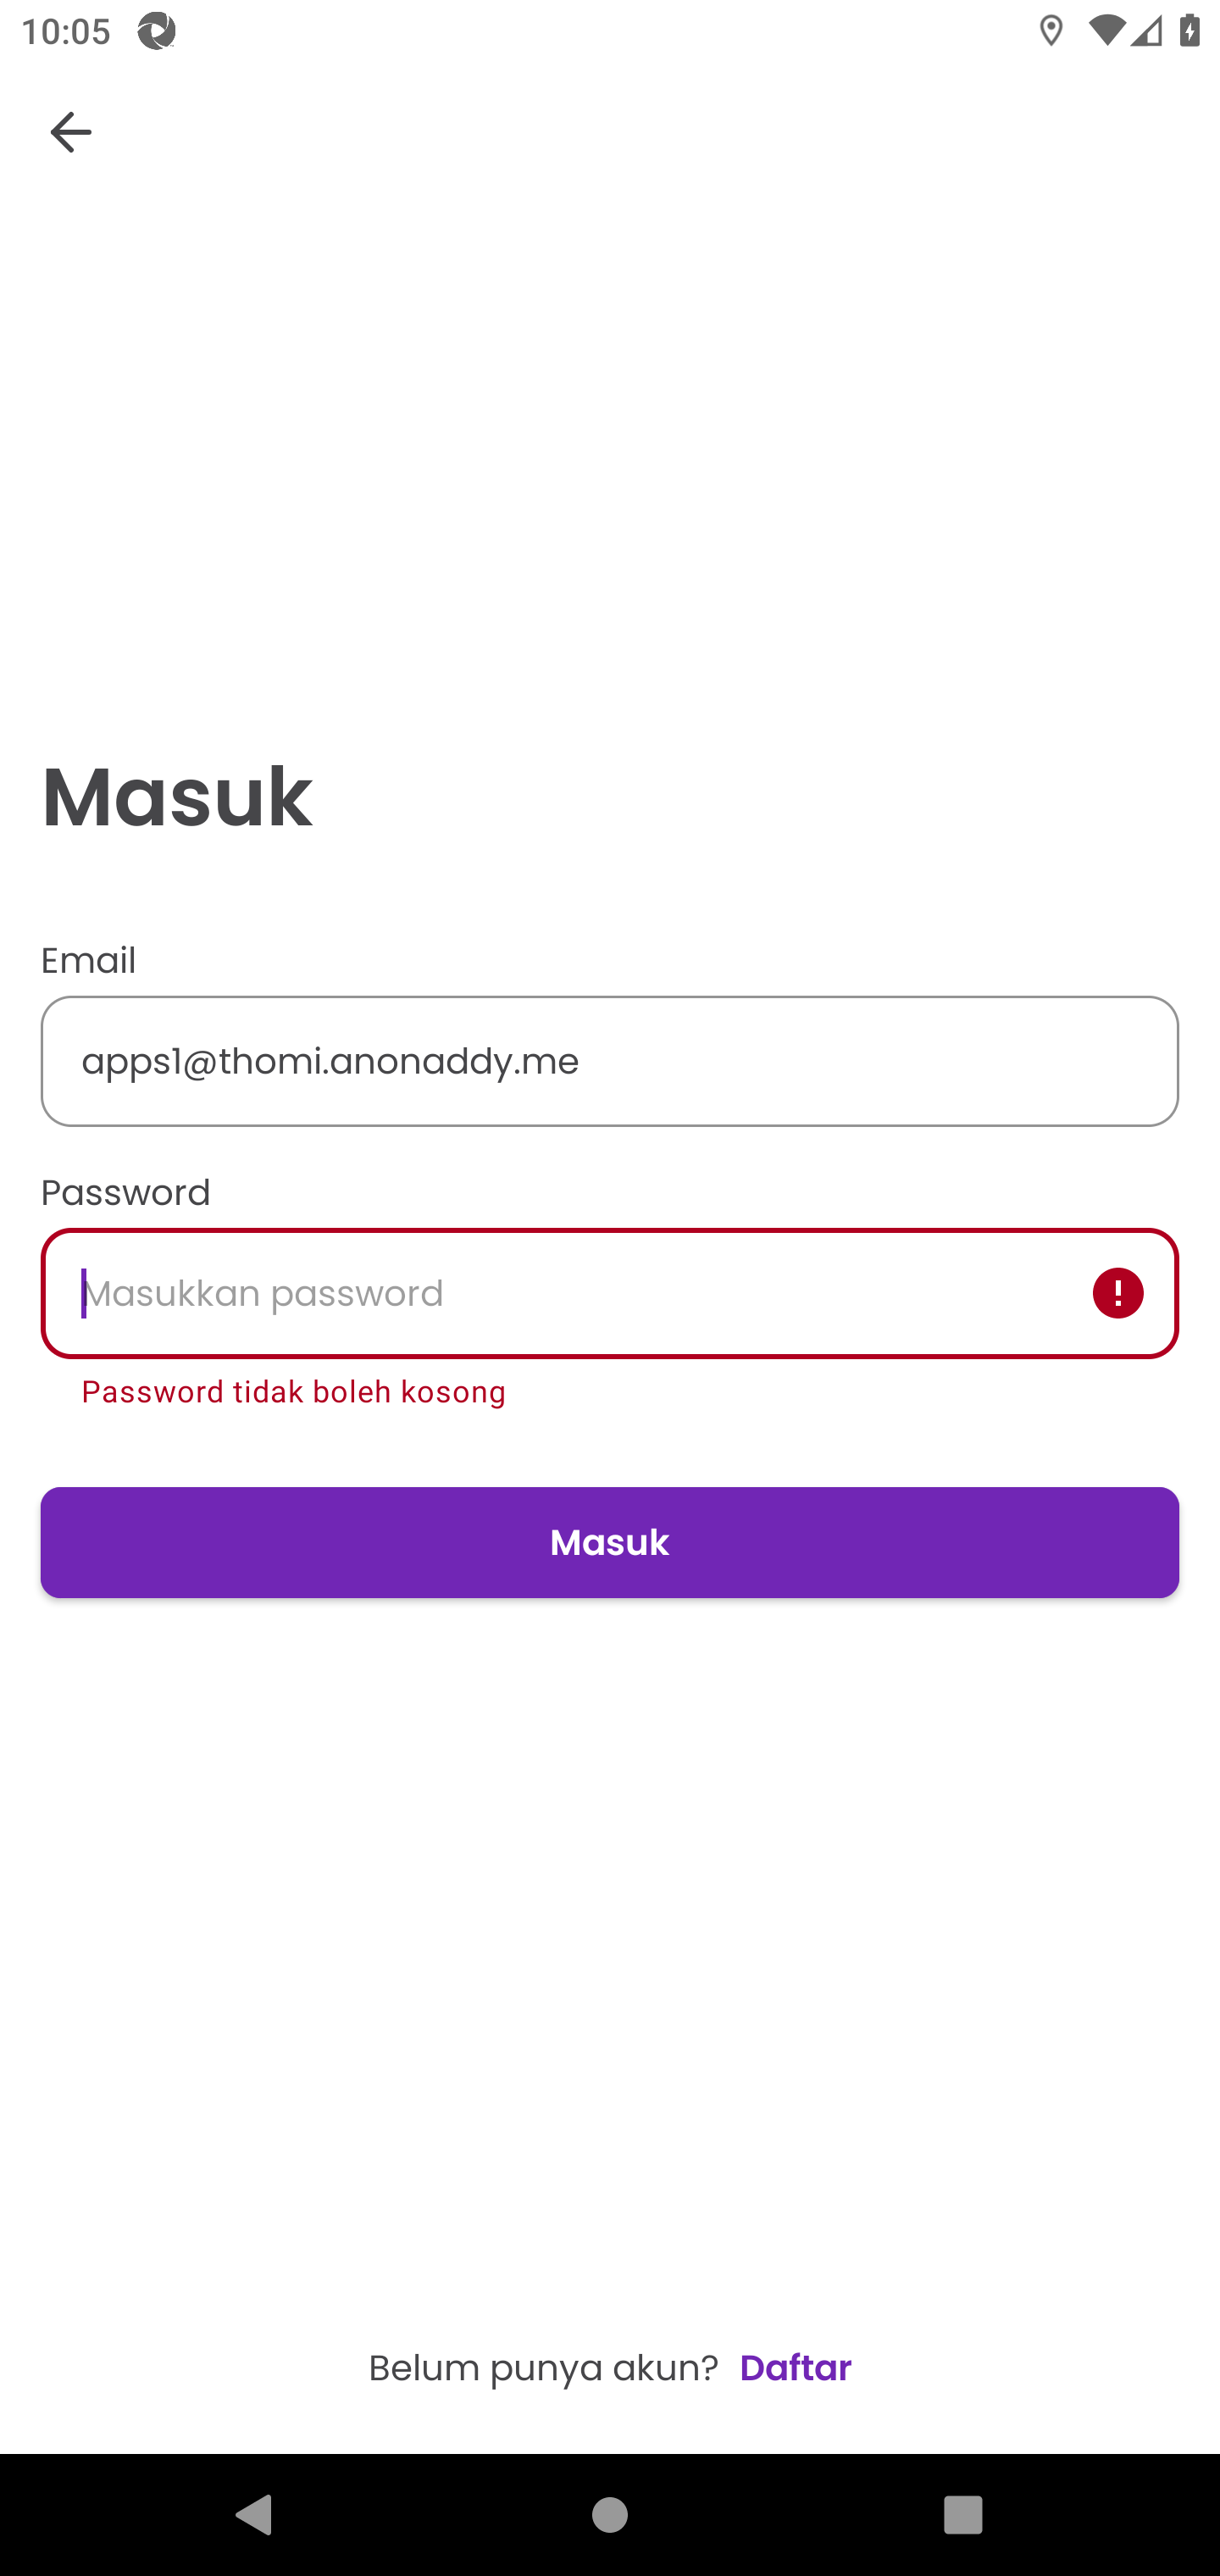 10:05
Masuk
Email
apps1@thomi.anonaddy.me
Password
Masukkan password
Password tidak boleh kosong
Masuk
Belum punya akun? Daftar